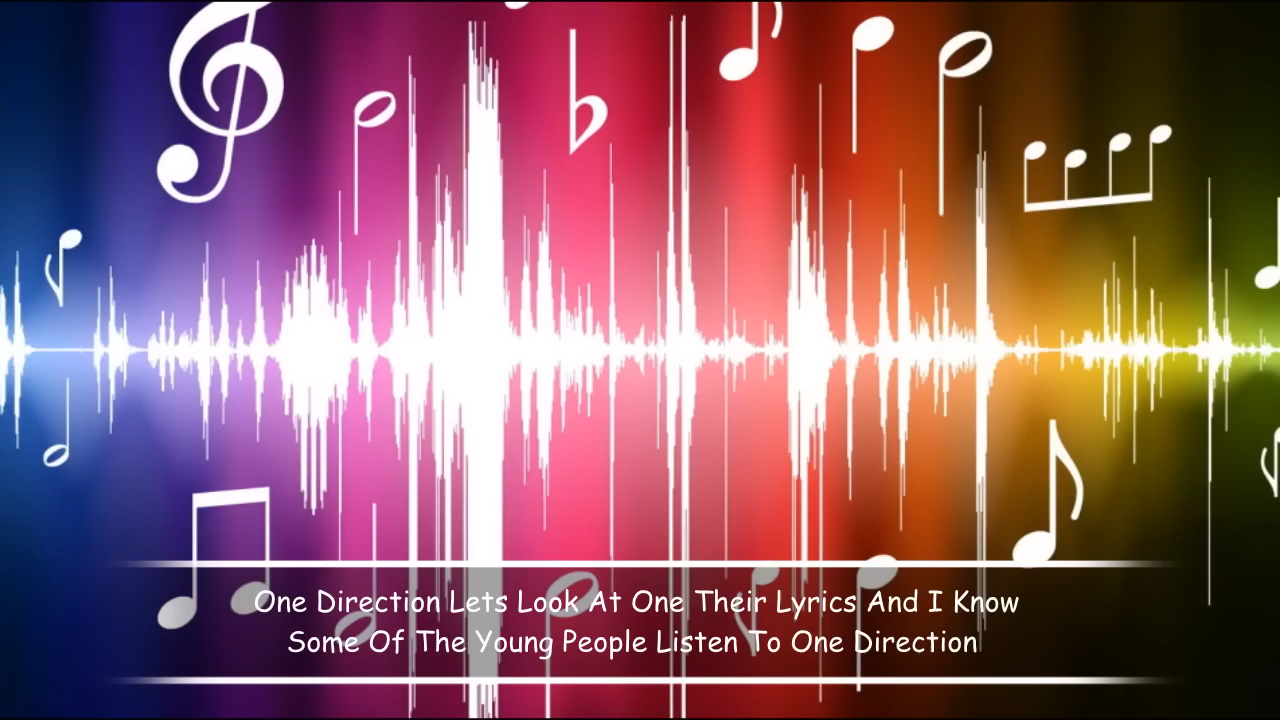 One Direction Lets Look At One Their Lyrics And I Know
Some Of The Young People Listen To One Direction